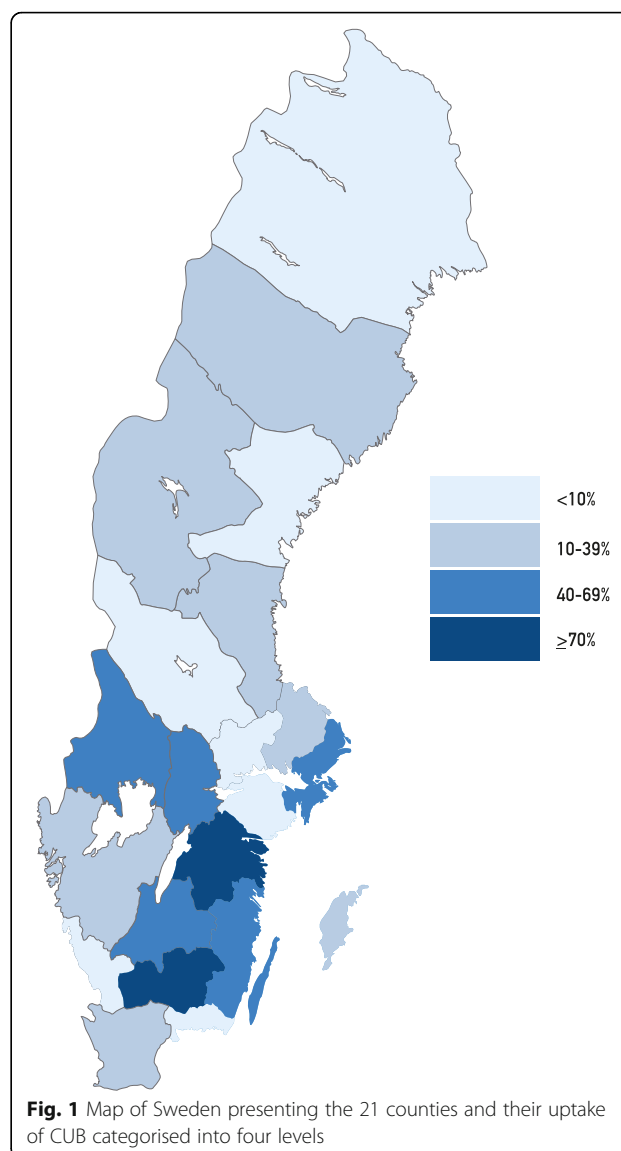 <10%
10-39%
40-69%
≥70%
Fig. 1 Map of Sweden presenting the 21 counties and their uptake
of CUB categorised into four levels